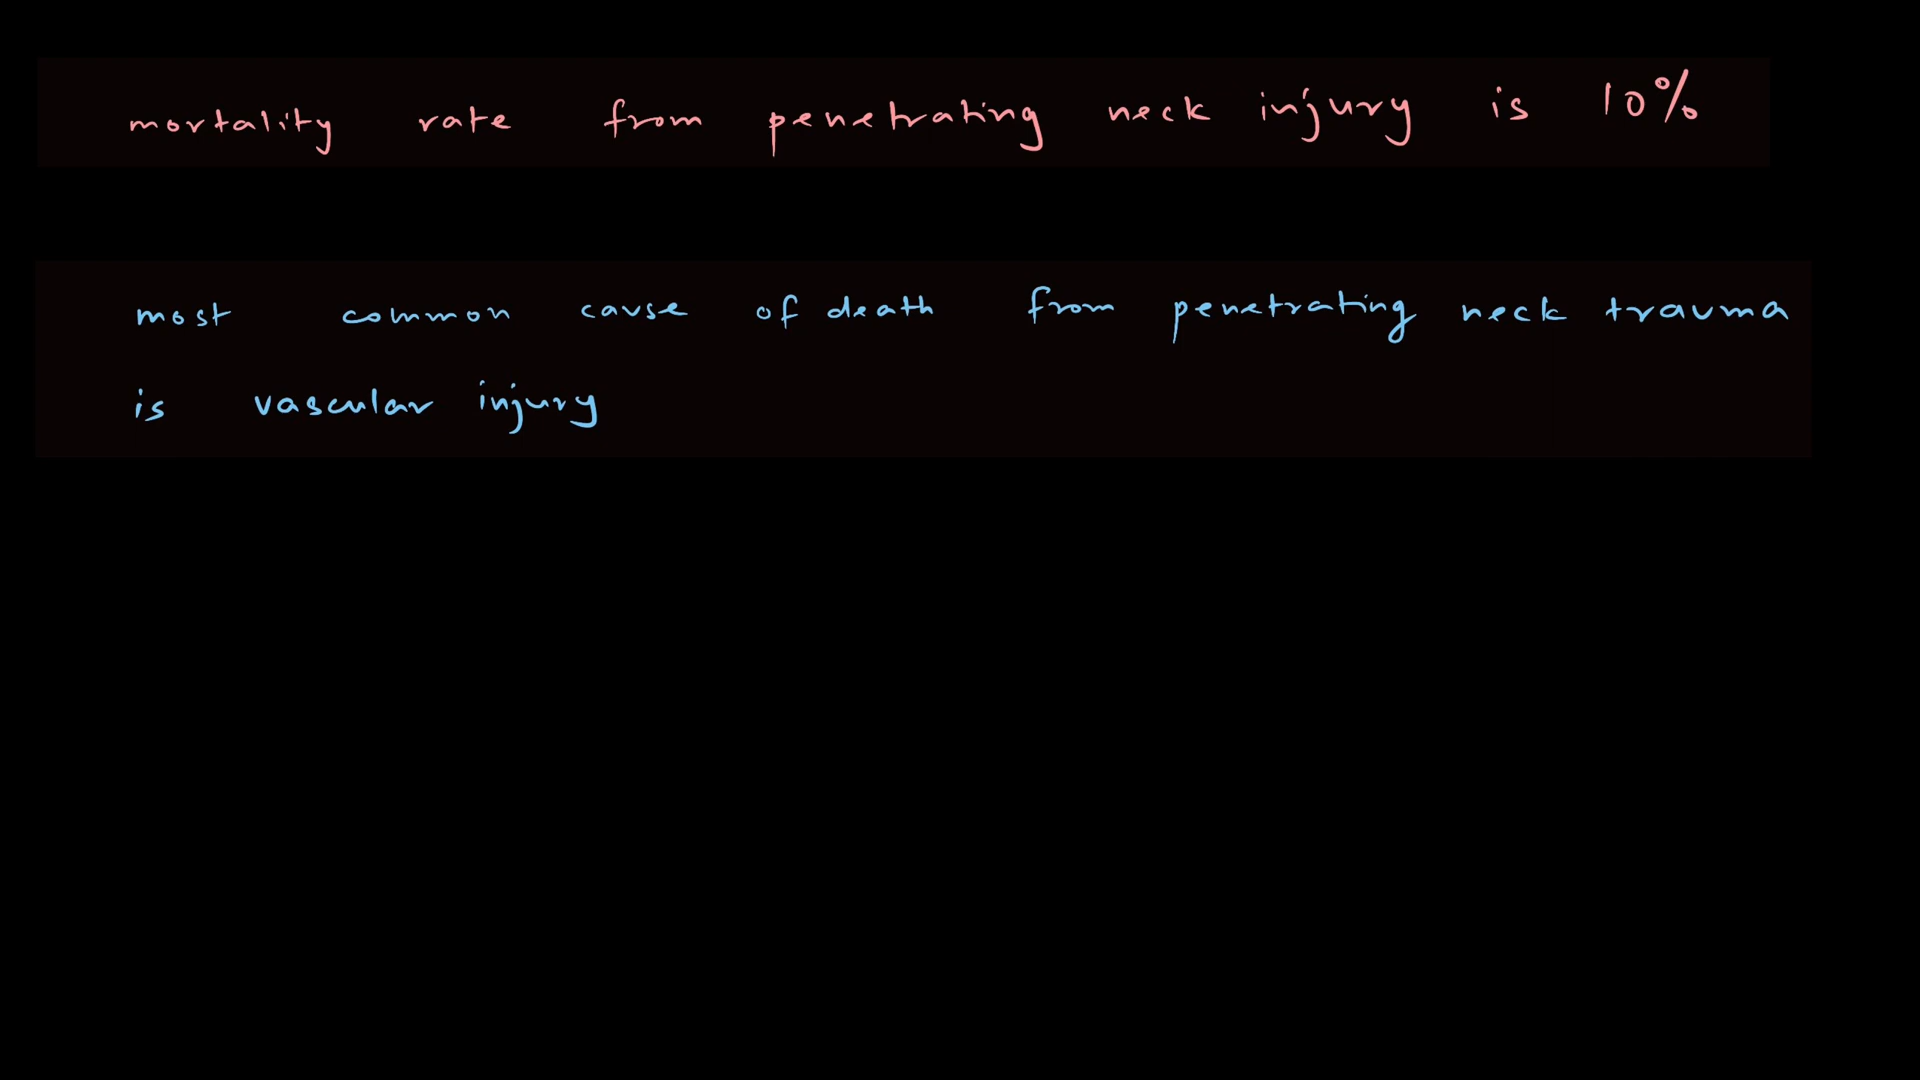 mortality rate from penetrating neck injury is 10%
most common cause of death from penetrating neck trauma
is vascular injury